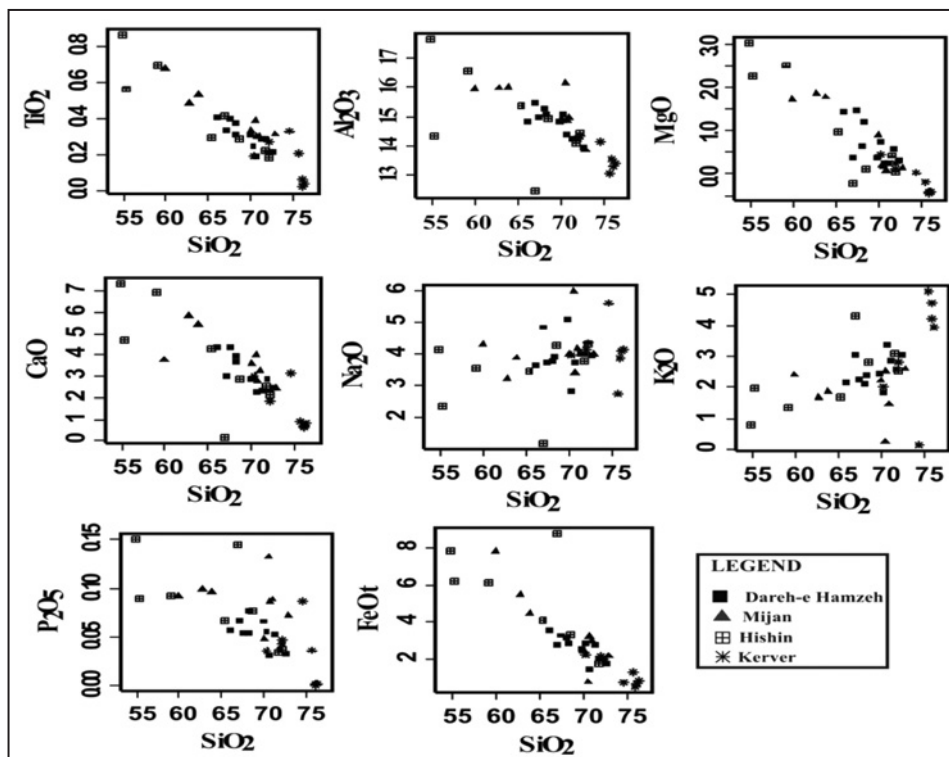 0.0 0.2 0.4 0.6 0.8
TiO2
55 60 65 70 75
SiO2
13 14 15 16 17
Al2O3
55 60 65 70 75
SiO2
0.0 10 20 30
MgO
55 60 65 70 75
SiO2
0 1 2 3 4 5 6 7
CaO
55 60 65 70 75
SiO2
2 3 4 5 6
Na2O
55 60 65 70 75
SiO2
0 1 2 3 4 5
K2O
55 60 65 70 75
SiO2
0.00 0.05 0.10 0.15
P2O5
55 60 65 70 75
SiO2
2 4 6 8
FeOt
55 60 65 70 75
SiO2
LEGEND
Dareh-e Hamzeh
Mijan
Hishin
Kerver